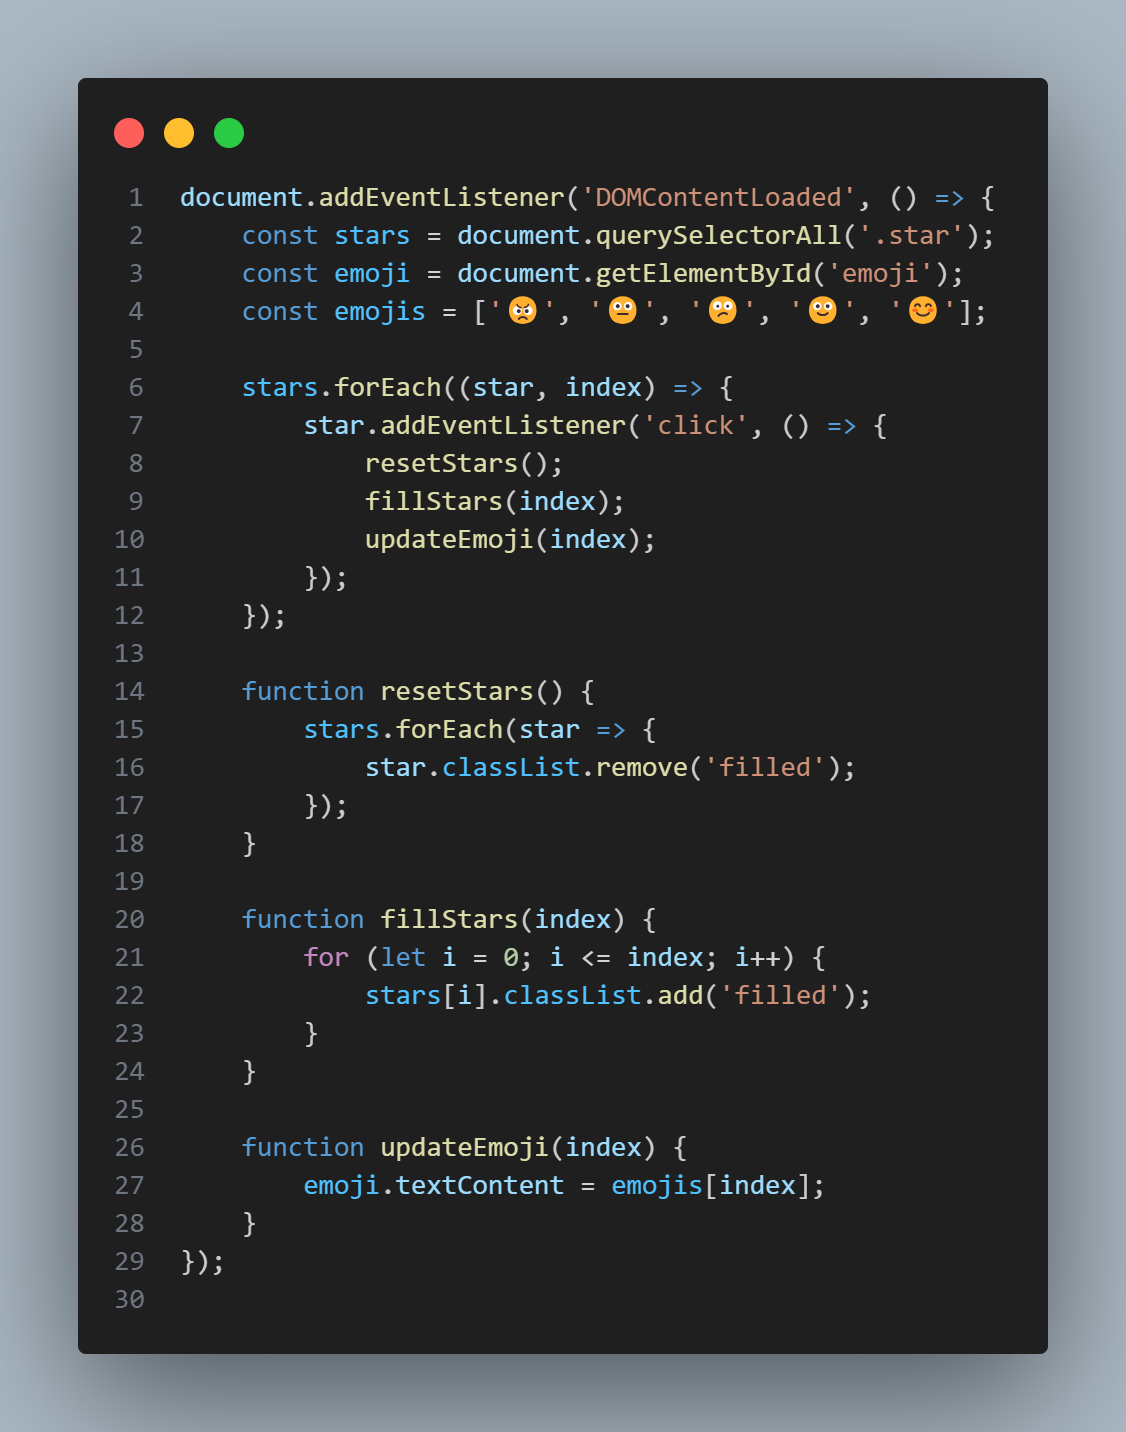 1 document.addEventListener('DOMContentLoaded', () => {
2     const stars = document.querySelectorAll('.star');
3     const emoji = document.getElementById('emoji');
4     const emojis = ['😠', '😐', '😕', '🙂', '😊'];
5
6     stars.forEach((star, index) => {
7         star.addEventListener('click', () => {
8             resetStars();
9             fillStars(index);
10             updateEmoji(index);
11         });
12     });
13
14     function resetStars() {
15         stars.forEach(star => {
16             star.classList.remove('filled');
17         });
18     }
19
20     function fillStars(index) {
21         for (let i = 0; i <= index; i++) {
22             stars[i].classList.add('filled');
23         }
24     }
25
26     function updateEmoji(index) {
27         emoji.textContent = emojis[index];
28     }
29 });
30